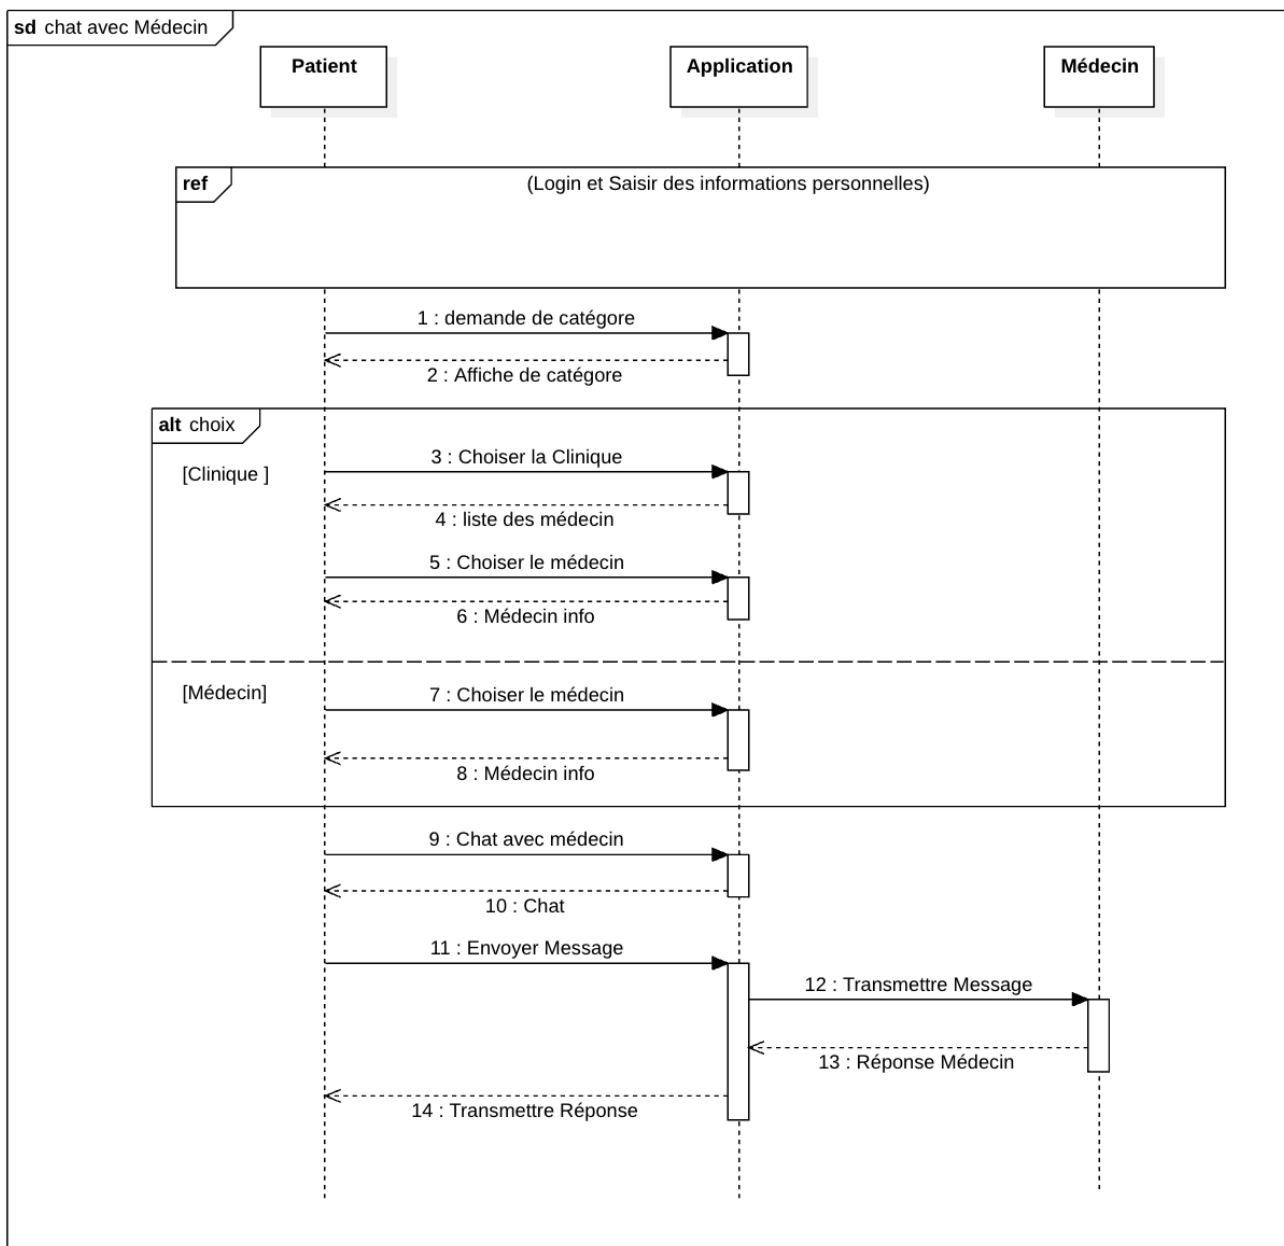 sd chat avec Médecin
Patient
Application
Médecin
ref
(Login et Saisir des informations personnelles)
1 : demande de catégore
2 : Affiche de catégore
alt choix
[Clinique ]
3 : Choiser la Clinique
4 : liste des médecin
5 : Choiser le médecin
6 : Médecin info
[Médecin]
7 : Choiser le médecin
8 : Médecin info
9 : Chat avec médecin
10 : Chat
11 : Envoyer Message
12 : Transmettre Message
13 : Réponse Médecin
14 : Transmettre Réponse